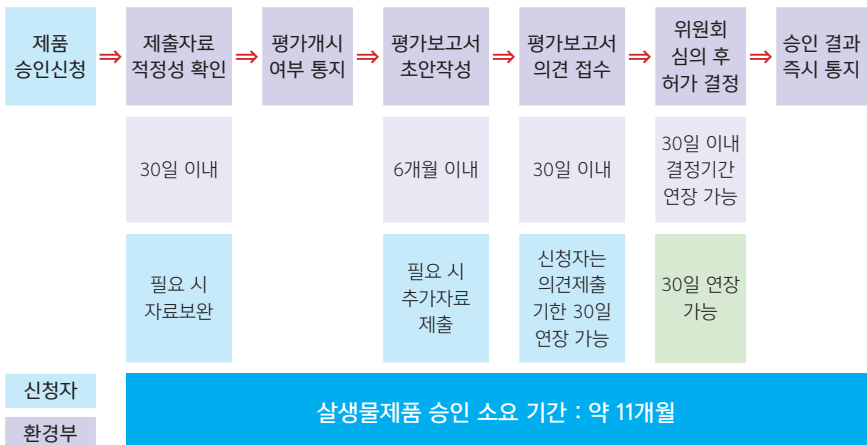 제품
승인신청
⇒
제출자료
적정성 확인
⇒
평가개시
여부 통지
⇒
평가보고서
초안작성
⇒
평가보고서
의견 접수
⇒
위원회
심의 후
허가 결정
⇒
승인 결과
즉시 통지
30일 이내
6개월 이내
30일 이내
30일 이내
결정기간
연장 가능
필요 시
자료보완
필요 시
추가자료
제출
신청자는
의견제출
기한 30일
연장 가능
30일 연장
가능
신청자
환경부
살생물제품 승인 소요 기간 : 약 11개월